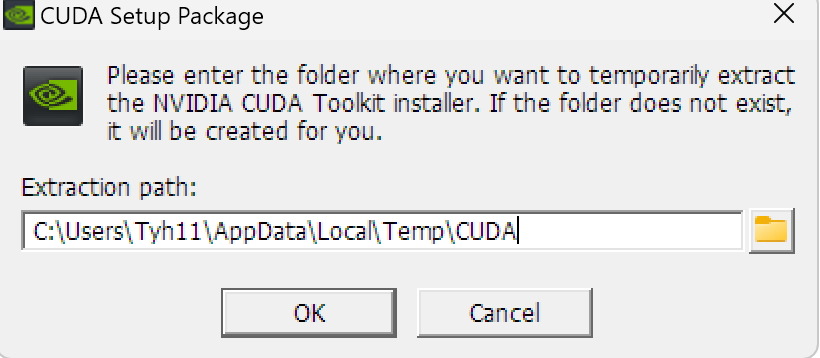 CUDA Setup Package
Please enter the folder where you want to temporarily extract
the NVIDIA CUDA Toolkit installer. If the folder does not exist,
it will be created for you.
Extraction path:
C:\Users\Tyh11\AppData\Local\Temp\CUDA
OK
Cancel